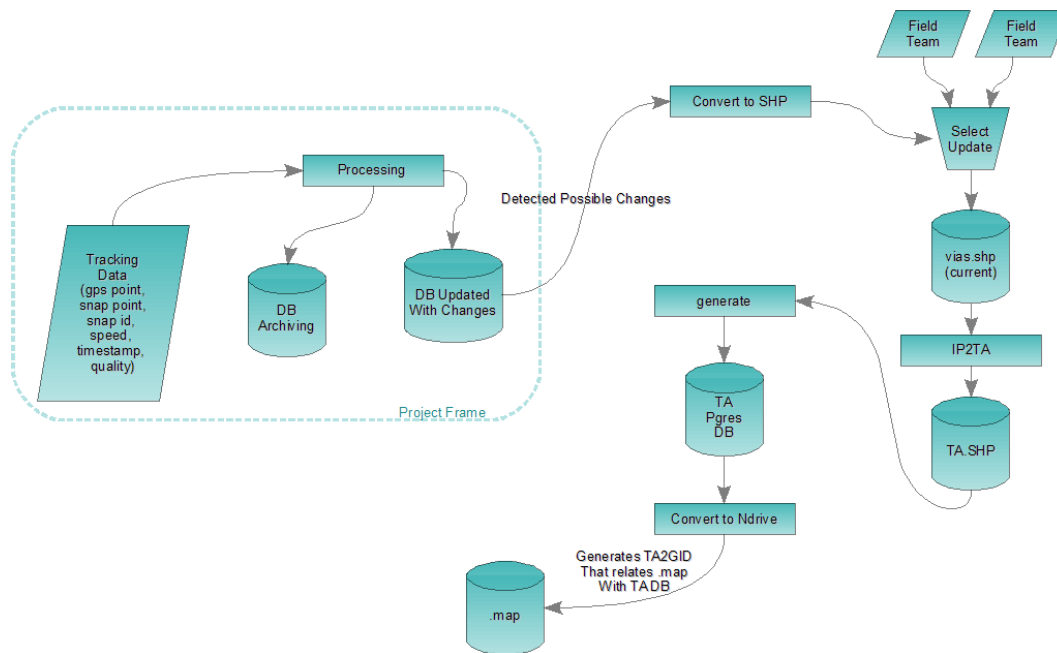 Field
Team
Field
Team
Convert to SHP
Select
Update
Processing
Detected Possible Changes
Tracking
Data
(gps point,
snap point,
snap id,
speed,
timestamp,
quality)
DB
Archiving
DB Updated
With Changes
Project Frame
vias.shp
(current)
generate
IP2TA
TA
Pgres
DB
TA.SHP
Convert to Ndrive
Generates TA2GID
That relates .map
With TADB
.map